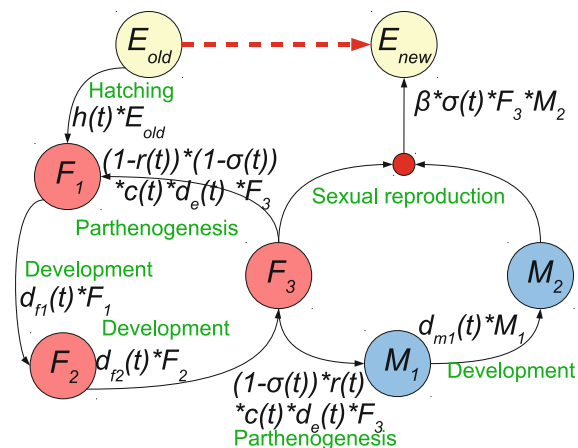 E_old
E_new
Hatching
h(t)*E_old
β*σ(t)*F_3*M_2
(1-r(t))*(1-σ(t))
*c(t)*d_e(t) *F_3
F_1
Parthenogenesis
Sexual reproduction
Development
d_f1(t)*F_1
F_3
M_2
Development
d_f2(t)*F_2
F_2
d_m1(t)*M_1
M_1
Development
(1-σ(t))*r(t)
*c(t)*d_e(t)*F_3
Parthenogenesis